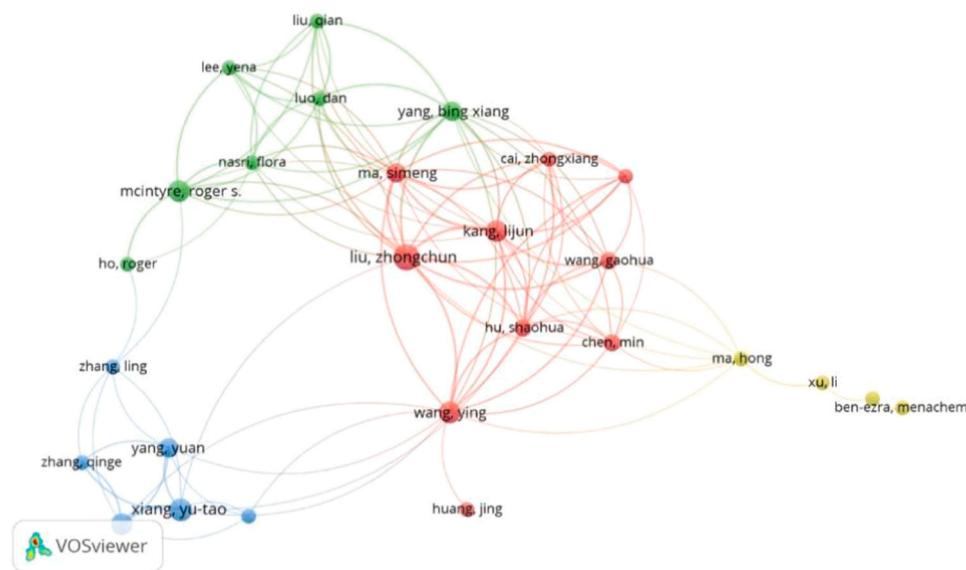 liu, qian
lee, yena
luo, dan
yang, bing xiang
cai, zhongxiang
nasri, flora
ma, simeng
mcintyre, roger s.
kang, lijun
liu, zhongchun
wang, gaohua
ho, roger
hu, shaohua
chen, min
ma, hong
zhang, ling
xu, li
ben-ezra, menachem
wang, ying
yang, yuan
zhang, qinge
xiang, yu-tao
huang, jing
VOSviewer